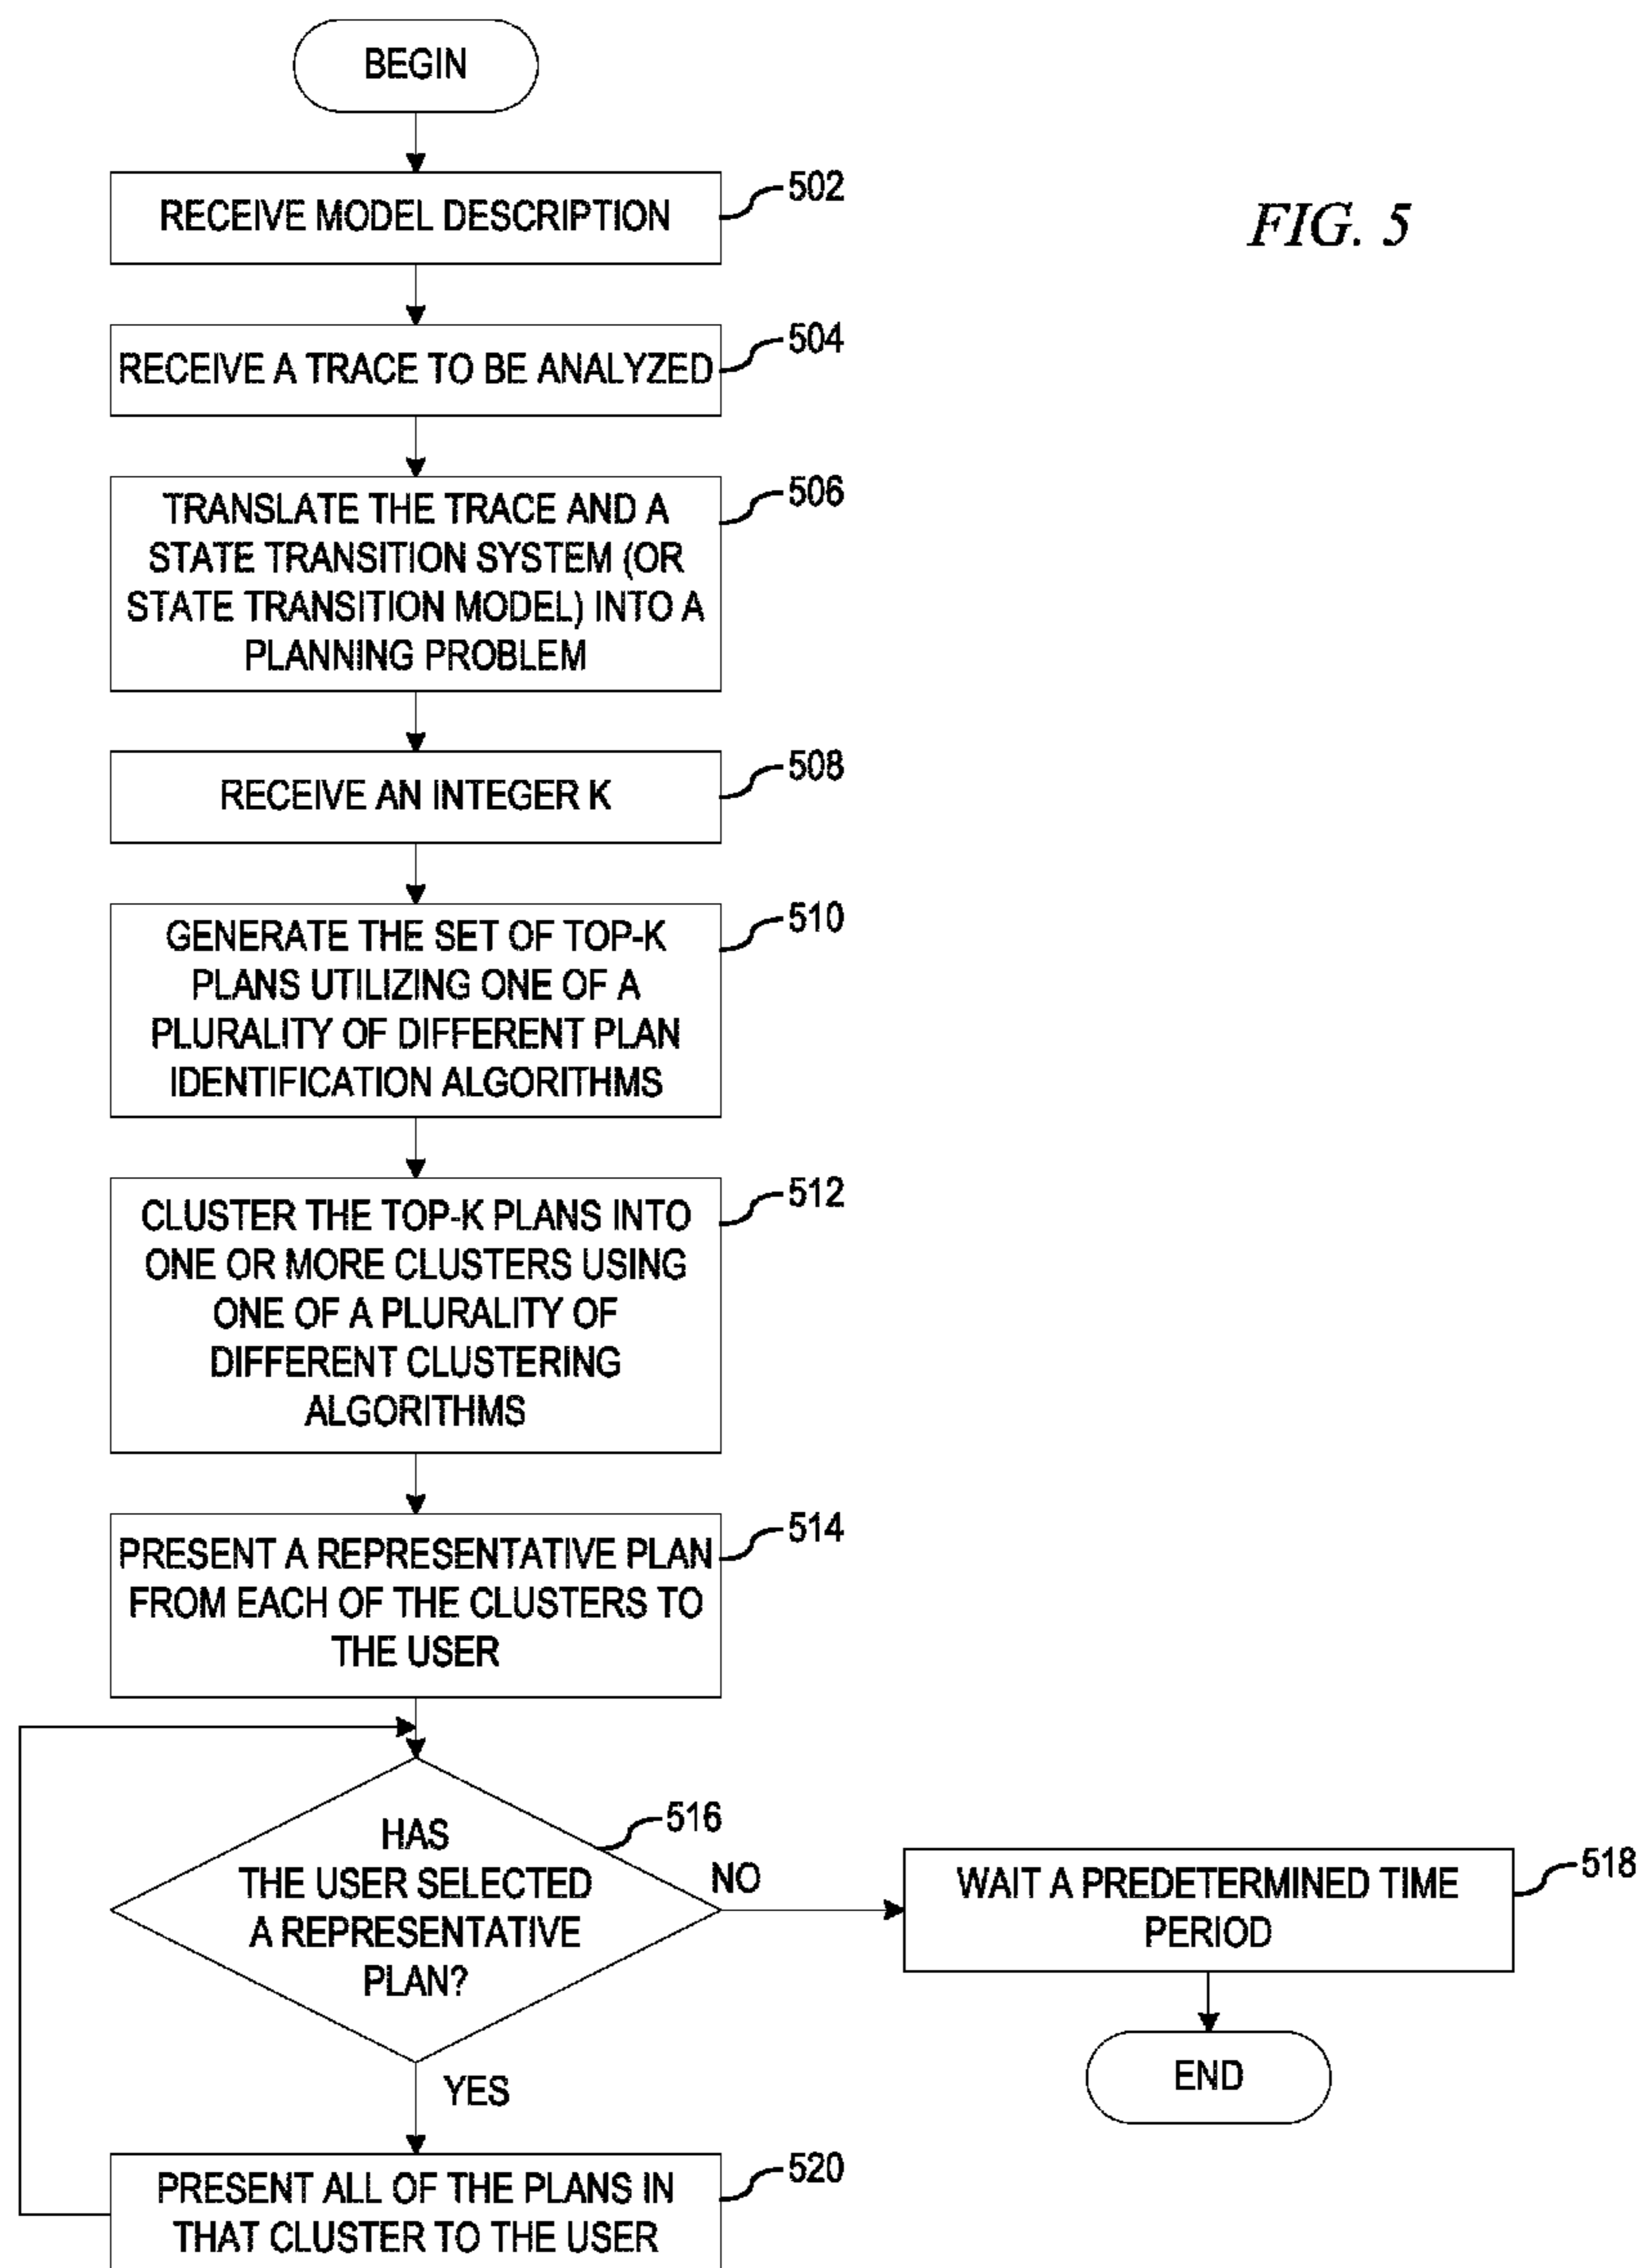 BEGIN
RECEIVE MODEL DESCRIPTION
502
FIG. 5
RECEIVE A TRACE TO BE ANALYZED
504
TRANSLATE THE TRACE AND A
STATE TRANSITION SYSTEM (OR
STATE TRANSITION MODEL) INTO A
PLANNING PROBLEM
506
RECEIVE AN INTEGER K
508
GENERATE THE SET OF TOP-K
PLANS UTILIZING ONE OF A
PLURALITY OF DIFFERENT PLAN
IDENTIFICATION ALGORITHMS
510
CLUSTER THE TOP-K PLANS INTO
ONE OR MORE CLUSTERS USING
ONE OF A PLURALITY OF
DIFFERENT CLUSTERING
ALGORITHMS
512
PRESENT A REPRESENTATIVE PLAN
FROM EACH OF THE CLUSTERS TO
THE USER
514
HAS
THE USER SELECTED
A REPRESENTATIVE
PLAN?
516
NO
WAIT A PREDETERMINED TIME
PERIOD
518
END
YES
PRESENT ALL OF THE PLANS IN
THAT CLUSTER TO THE USER
520